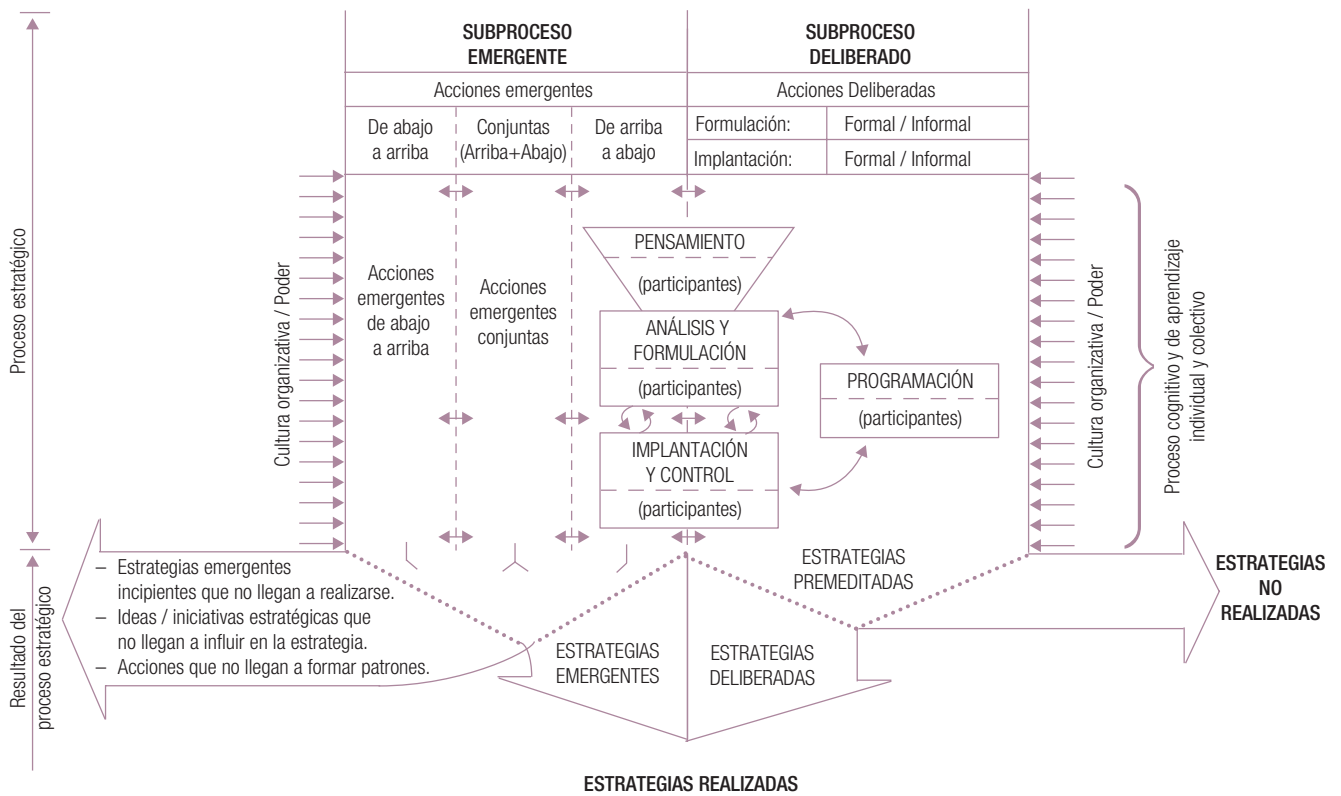 SUBPROCESO
EMERGENTE
SUBPROCESO
DELIBERADO
Acciones emergentes
Acciones Deliberadas
De abajo
a arriba
Conjuntas
(Arriba+Abajo)
De arriba
a abajo
Formulación:
Formal / Informal
Implantación:
Formal / Informal
Proceso estratégico
Cultura organizativa / Poder
Acciones
emergentes
de abajo
a arriba
Acciones
emergentes
conjuntas
PENSAMIENTO
(participantes)
ANÁLISIS Y
FORMULACIÓN
(participantes)
PROGRAMACIÓN
(participantes)
IMPLANTACIÓN
Y CONTROL
(participantes)
Cultura organizativa / Poder
Proceso cognitivo y de aprendizaje
individual y colectivo
Resultado del
proceso estratégico
– Estrategias emergentes
incipientes que no llegan a realizarse.
– Ideas / iniciativas estratégicas que
no llegan a influir en la estrategia.
– Acciones que no llegan a formar patrones.
ESTRATEGIAS
PREMEDITADAS
ESTRATEGIAS
NO
REALIZADAS
ESTRATEGIAS
EMERGENTES
ESTRATEGIAS
DELIBERADAS
ESTRATEGIAS REALIZADAS